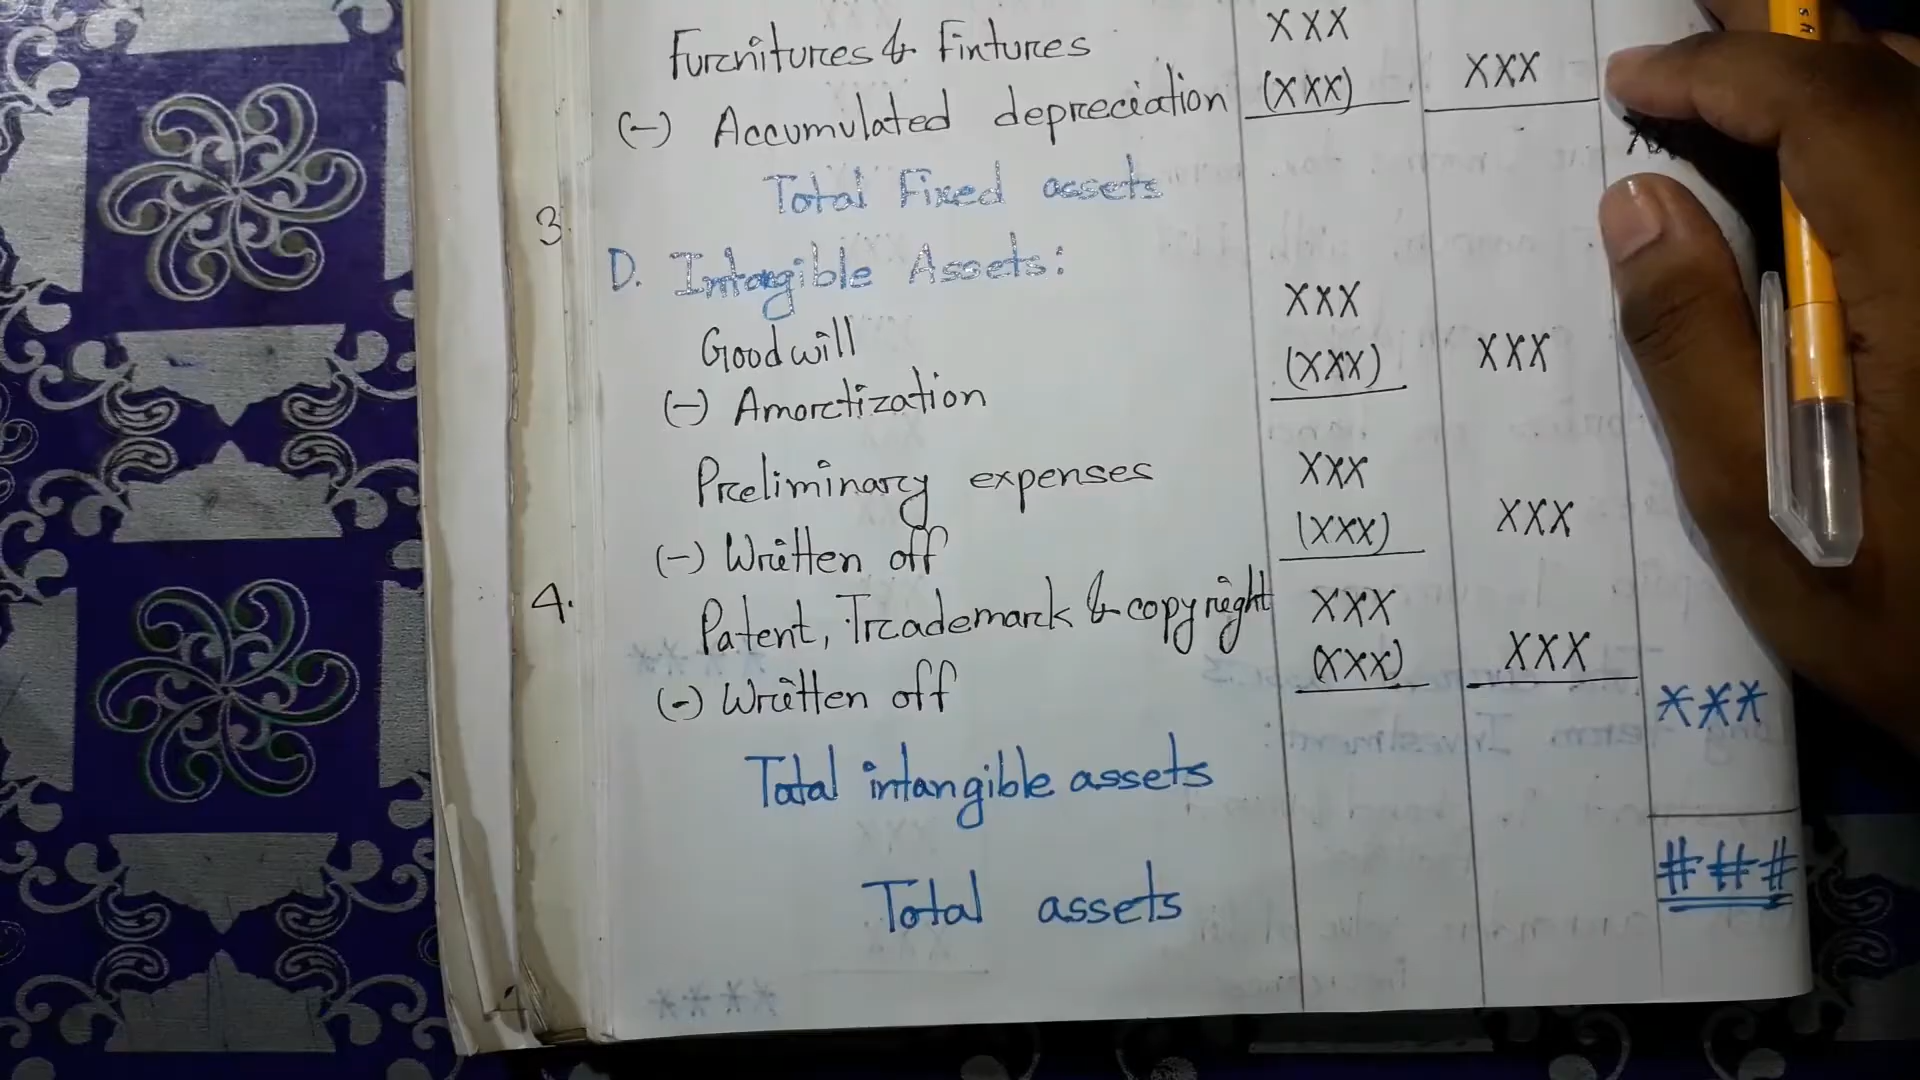 Furnitures & Fixtures XXX
(-) Accumulated depreciation (XXX) XXX
Total Fixed assets
3.
D. Intangible Assets:
Goodwill XXX
(-) Amortization (XXX) XXX
Preliminary expenses XXX
(-) Written off (XXX) XXX
4.
Patent, Trademark & copyright XXX
(-) Written off (XXX) XXX
***
Total intangible assets
Total assets ###